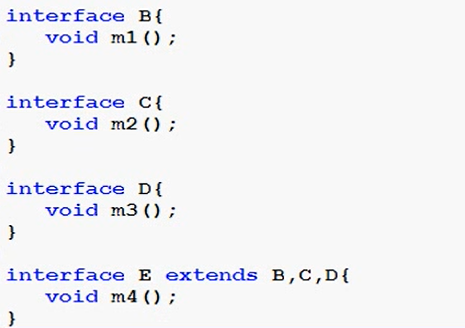 interface B{
   void m1();
}
interface C{
   void m2();
}
interface D{
   void m3();
}
interface E extends B,C,D{
   void m4();
}